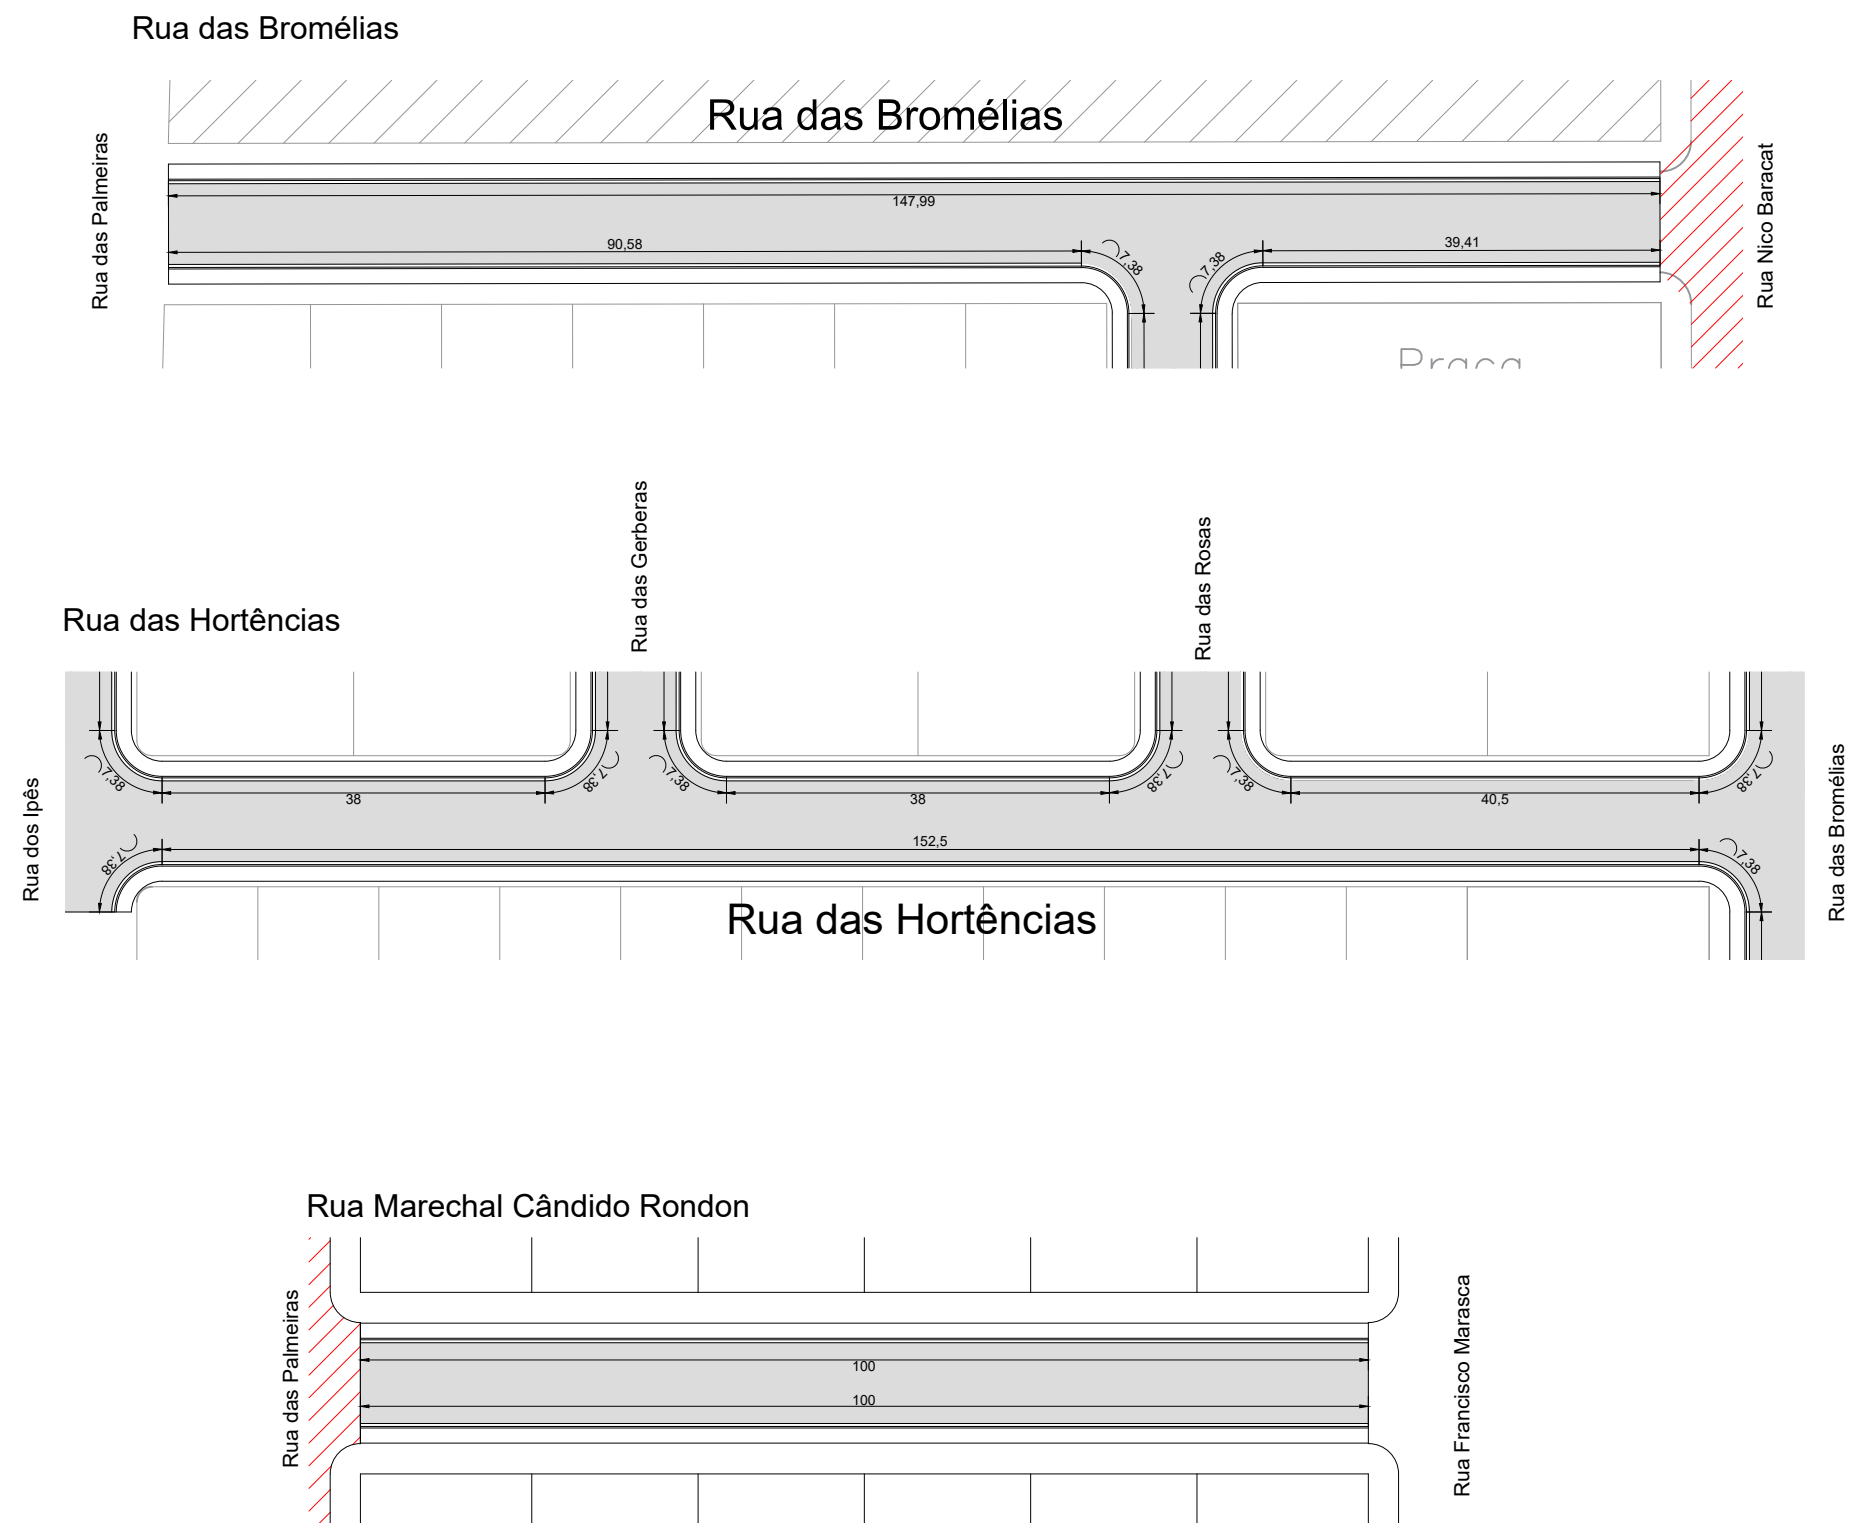 Rua das Bromélias
Rua das Bromélias
Rua das Palmeiras
Rua Nico Baracat
147,99
90,58
7,38
7,38
39,41
Praça
Rua das Gerberas
Rua das Rosas
Rua das Hortências
7,38
38
7,38
7,38
38
7,38
7,38
40,5
7,38
Rua dos Ipês
Rua das Bromélias
7,38
152,5
7,38
Rua das Hortências
Rua Marechal Cândido Rondon
Rua das Palmeiras
Rua Francisco Marasca
100
100